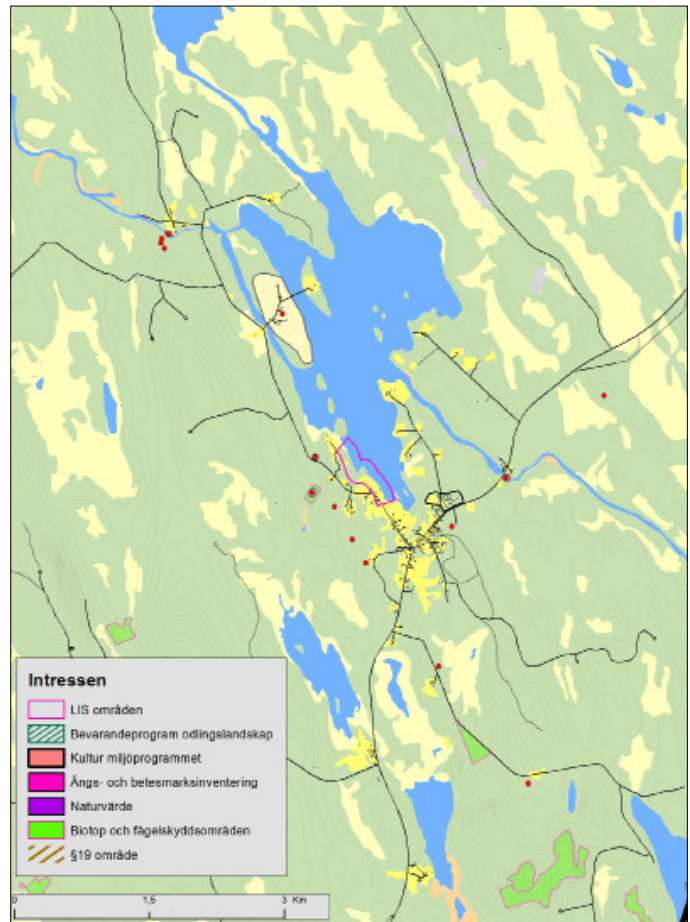 Intressen
LIS områden
Bevarandeprogram odlingslandskap
Kultur miljöprogrammet
Ängs- och betesmarksinventering
Naturvärde
Biotop och fågelskyddsområden
§19 område
0 1,5 3 Km